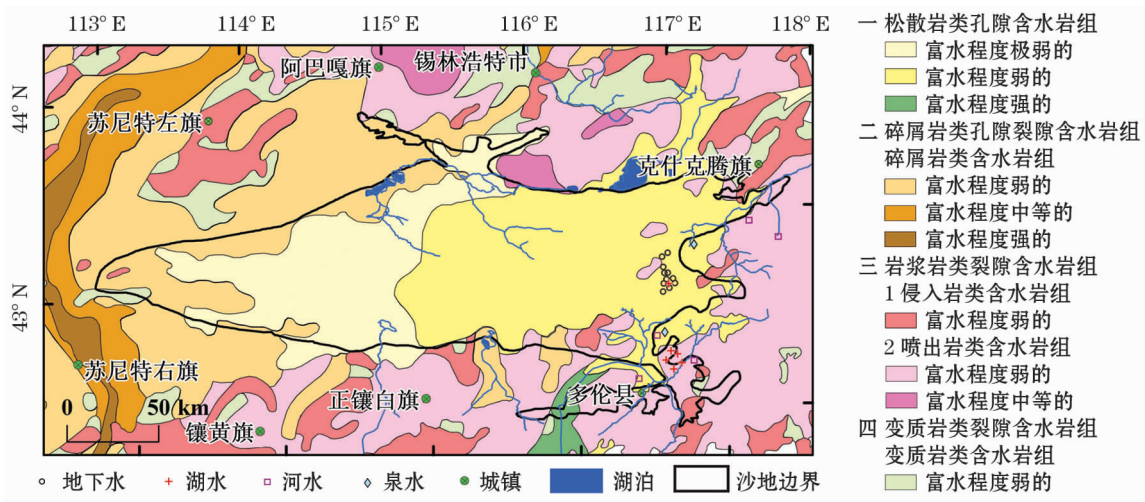 113° E 114° E 115° E 116° E 117° E 118° E
44° N
43° N
阿巴嘎旗
锡林浩特市
苏尼特左旗
克什克腾旗
苏尼特右旗
正镶白旗
多伦县
镶黄旗
0 50 km
地下水 湖水 河水 泉水 城镇 湖泊 沙地边界
一 松散岩类孔隙含水岩组
富水程度极弱的
富水程度弱的
富水程度强的
二 碎屑岩类孔隙裂隙含水岩组
碎屑岩类含水岩组
富水程度弱的
富水程度中等的
富水程度强的
三 岩浆岩类裂隙含水岩组
1 侵入岩类含水岩组
富水程度弱的
2 喷出岩类含水岩组
富水程度弱的
富水程度中等的
四 变质岩类裂隙含水岩组
变质岩类含水岩组
富水程度弱的